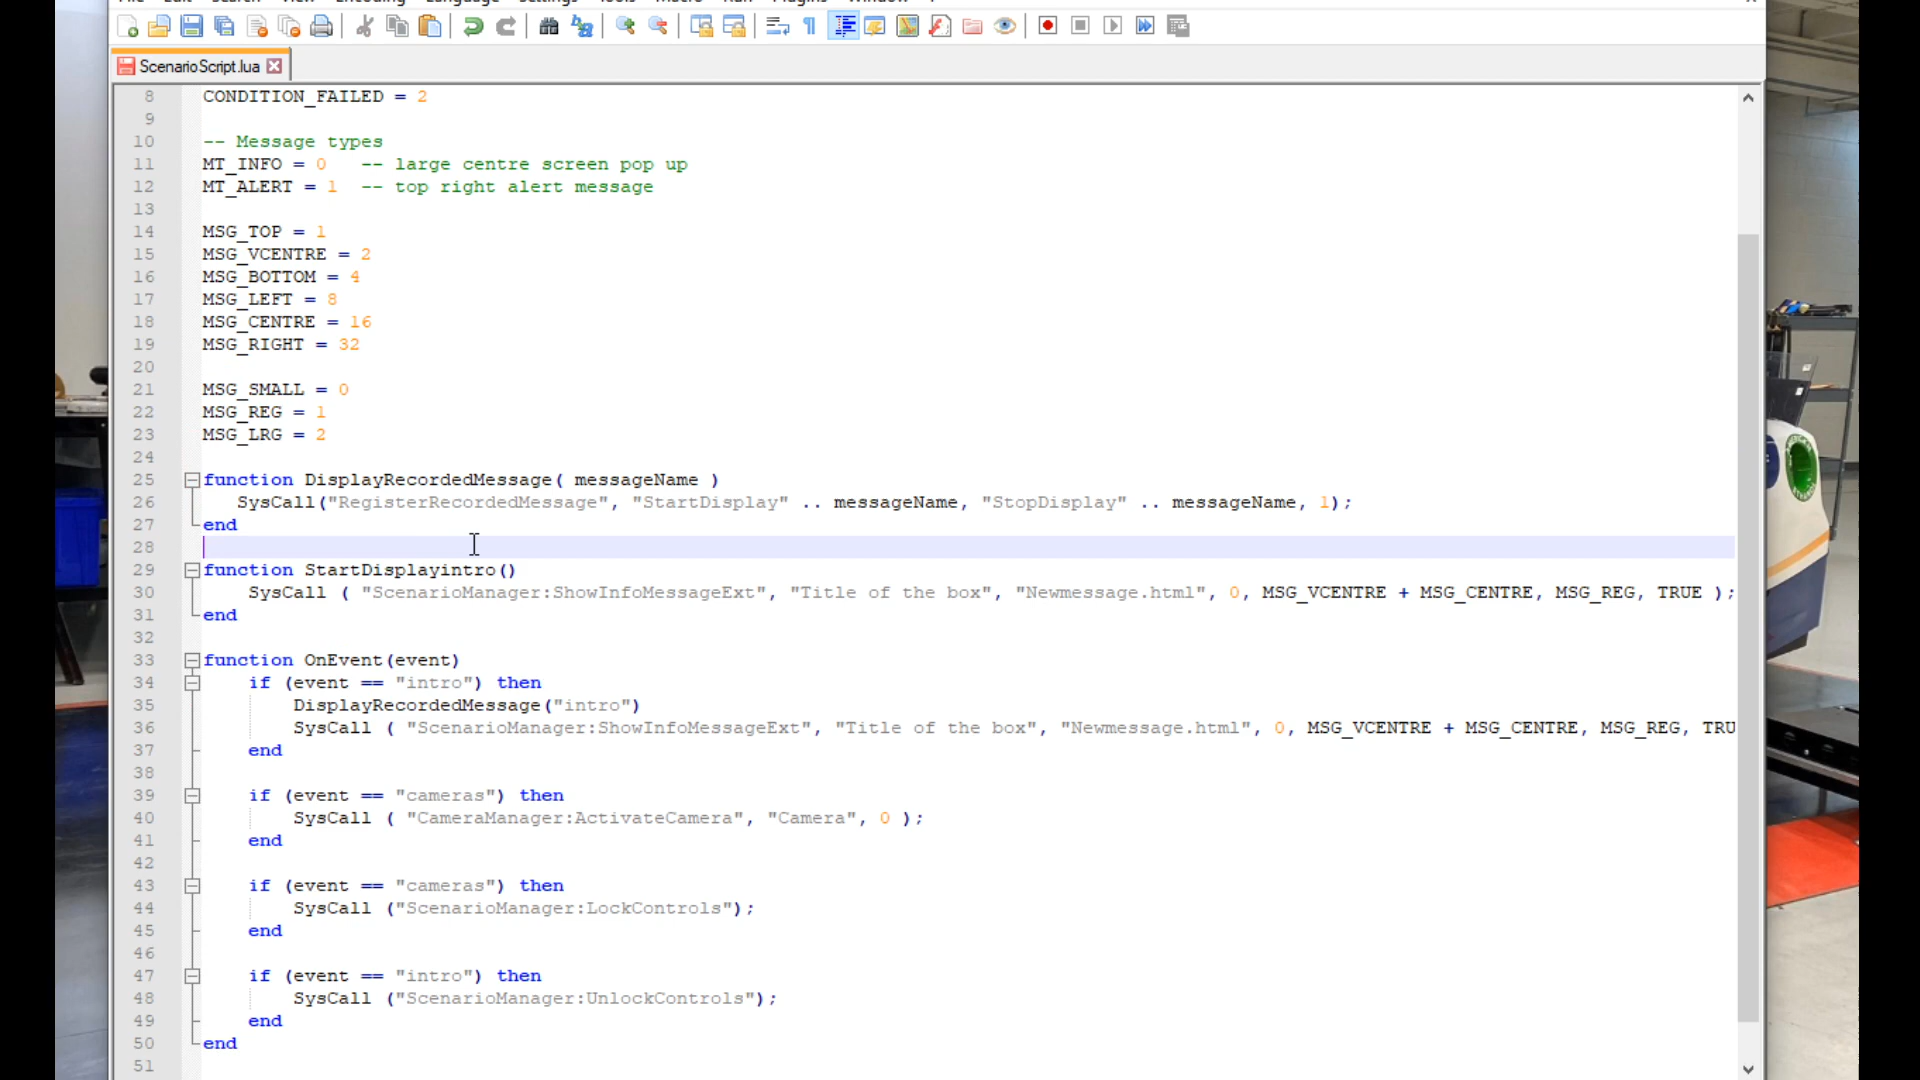 ScenarioScript.lua
8 CONDITION_FAILED = 2
9
10 -- Message types
11 MT_INFO = 0 -- large centre screen pop up
12 MT_ALERT = 1 -- top right alert message
13
14 MSG_TOP = 1
15 MSG_VCENTRE = 2
16 MSG_BOTTOM = 4
17 MSG_LEFT = 8
18 MSG_CENTRE = 16
19 MSG_RIGHT = 32
20
21 MSG_SMALL = 0
22 MSG_REG = 1
23 MSG_LRG = 2
24
25 function DisplayRecordedMessage( messageName )
26 SysCall("RegisterRecordedMessage", "StartDisplay" .. messageName, "StopDisplay" .. messageName, 1);
27 end
28
29 function StartDisplayintro()
30 SysCall ( "ScenarioManager:ShowInfoMessageExt", "Title of the box", "Newmessage.html", 0, MSG_VCENTRE + MSG_CENTRE, MSG_REG, TRUE );
31 end
32
33 function OnEvent(event)
34 if (event == "intro") then
35 DisplayRecordedMessage("intro")
36 SysCall ( "ScenarioManager:ShowInfoMessageExt", "Title of the box", "Newmessage.html", 0, MSG_VCENTRE + MSG_CENTRE, MSG_REG, TRU
37 end
38
39 if (event == "cameras") then
40 SysCall ( "CameraManager:ActivateCamera", "Camera", 0 );
41 end
42
43 if (event == "cameras") then
44 SysCall ("ScenarioManager:LockControls");
45 end
46
47 if (event == "intro") then
48 SysCall ("ScenarioManager:UnlockControls");
49 end
50 end
51